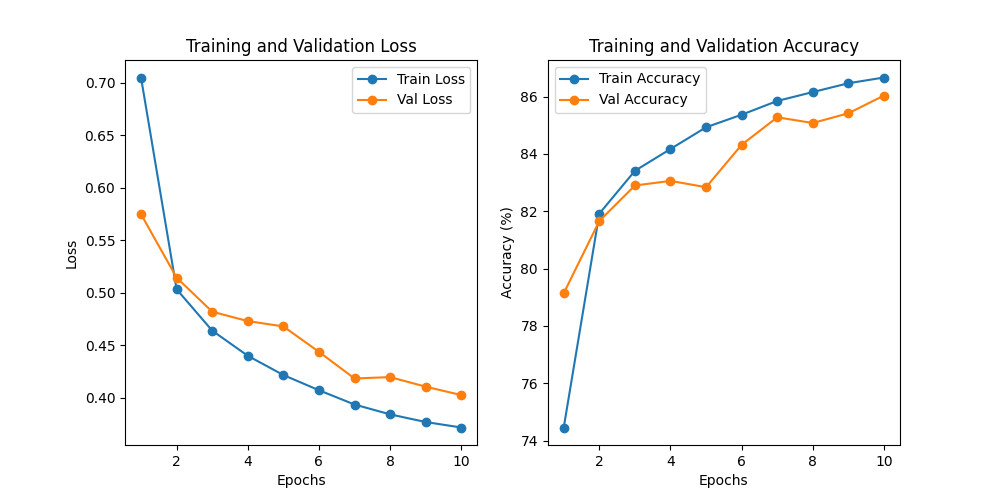 Training and Validation Loss
Train Loss
Val Loss
0.70
0.65
0.60
0.55
0.50
0.45
0.40
Loss
2
4
6
8
10
Epochs
Training and Validation Accuracy
Train Accuracy
Val Accuracy
86
84
82
80
78
76
74
Accuracy (%)
2
4
6
8
10
Epochs